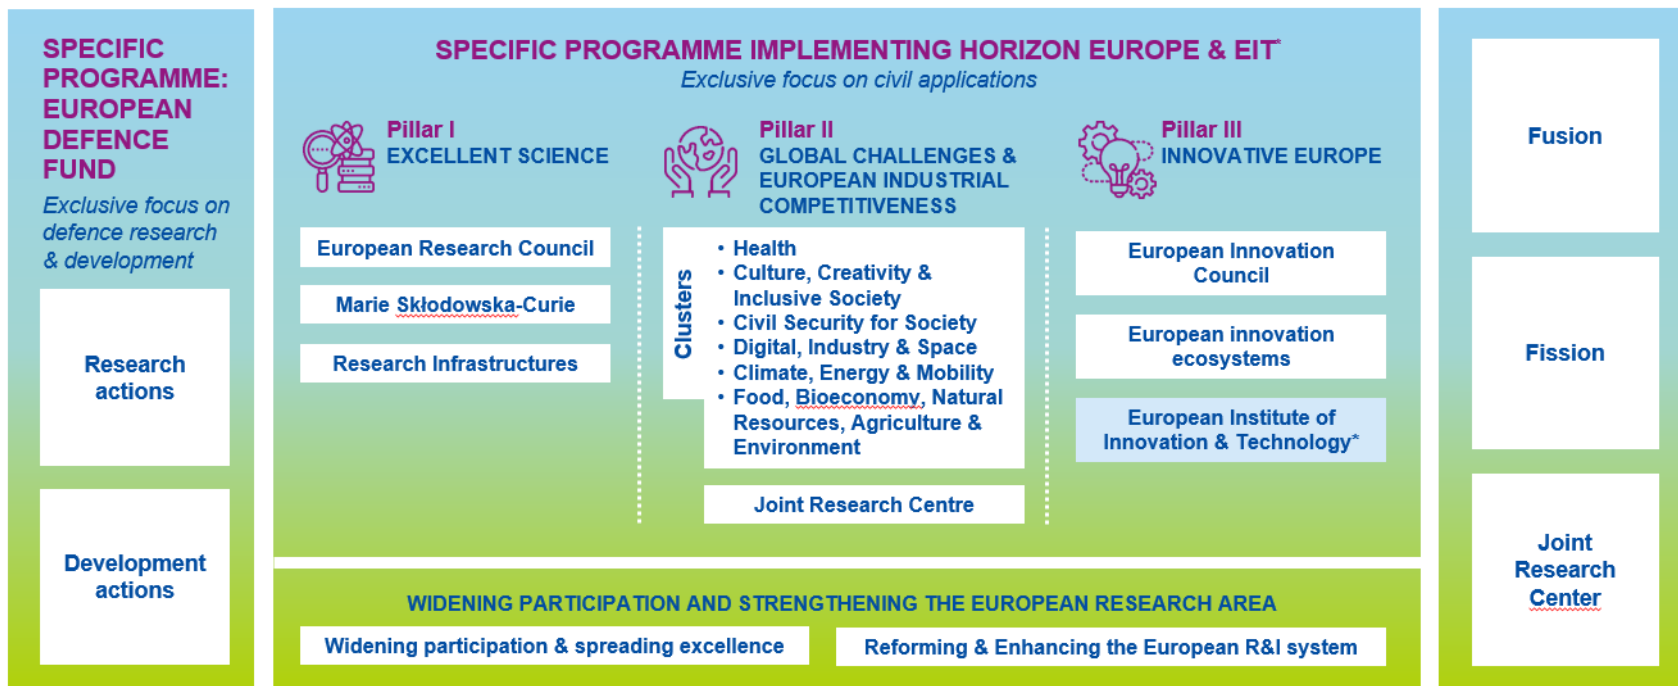 SPECIFIC
PROGRAMME:
EUROPEAN
DEFENCE
FUND
Exclusive focus on
defence research
& development
Research
actions
Development
actions
SPECIFIC PROGRAMME IMPLEMENTING HORIZON EUROPE & EIT*
Exclusive focus on civil applications
Pillar I
EXCELLENT SCIENCE
European Research Council
Marie Skłodowska-Curie
Research Infrastructures
Pillar II
GLOBAL CHALLENGES &
EUROPEAN INDUSTRIAL
COMPETITIVENESS
Clusters
• Health
• Culture, Creativity &
Inclusive Society
• Civil Security for Society
• Digital, Industry & Space
• Climate, Energy & Mobility
• Food, Bioeconomy, Natural
Resources, Agriculture &
Environment
Joint Research Centre
Pillar III
INNOVATIVE EUROPE
European Innovation
Council
European innovation
ecosystems
European Institute of
Innovation & Technology*
WIDENING PARTICIPATION AND STRENGTHENING THE EUROPEAN RESEARCH AREA
Widening participation & spreading excellence
Reforming & Enhancing the European R&I system
Fusion
Fission
Joint
Research
Center